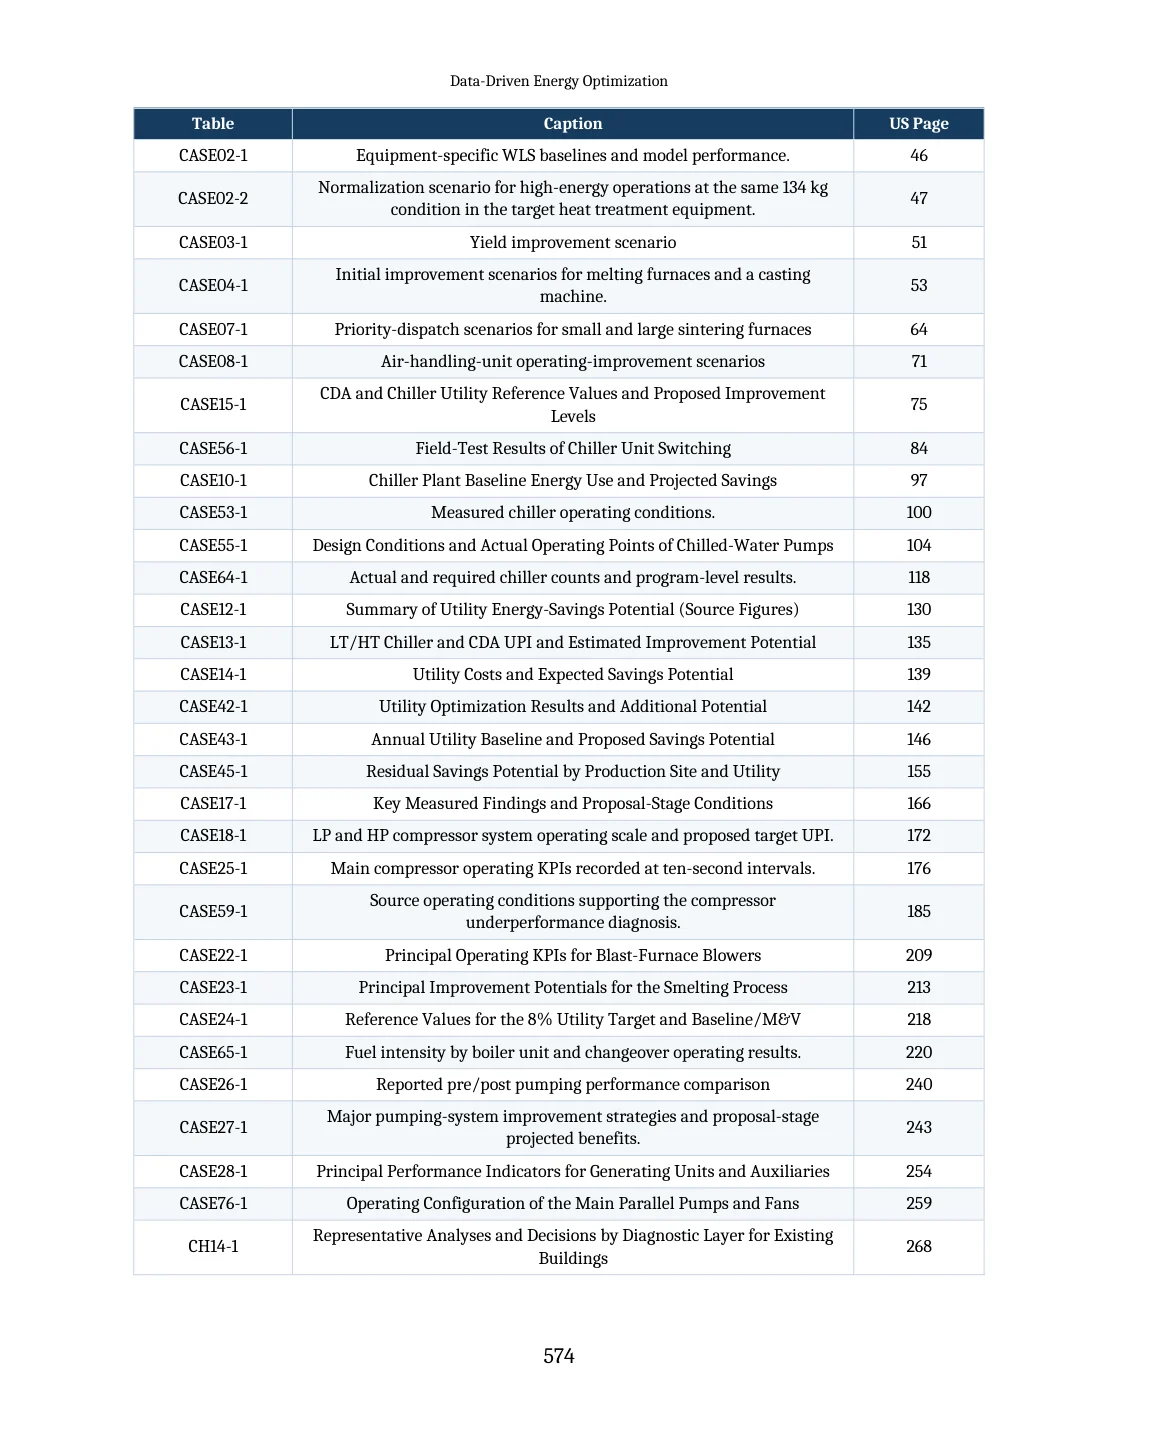 Data-Driven Energy Optimization
Table Caption US Page
CASE02-1 Equipment-specific WLS baselines and model performance. 46
CASE02-2 Normalization scenario for high-energy operations at the same 134 kg
condition in the target heat treatment equipment. 47
CASE03-1 Yield improvement scenario 51
CASE04-1 Initial improvement scenarios for melting furnaces and a casting
machine. 53
CASE07-1 Priority-dispatch scenarios for small and large sintering furnaces 64
CASE08-1 Air-handling-unit operating-improvement scenarios 71
CASE15-1 CDA and Chiller Utility Reference Values and Proposed Improvement
Levels 75
CASE56-1 Field-Test Results of Chiller Unit Switching 84
CASE10-1 Chiller Plant Baseline Energy Use and Projected Savings 97
CASE53-1 Measured chiller operating conditions. 100
CASE55-1 Design Conditions and Actual Operating Points of Chilled-Water Pumps 104
CASE64-1 Actual and required chiller counts and program-level results. 118
CASE12-1 Summary of Utility Energy-Savings Potential (Source Figures) 130
CASE13-1 LT/HT Chiller and CDA UPI and Estimated Improvement Potential 135
CASE14-1 Utility Costs and Expected Savings Potential 139
CASE42-1 Utility Optimization Results and Additional Potential 142
CASE43-1 Annual Utility Baseline and Proposed Savings Potential 146
CASE45-1 Residual Savings Potential by Production Site and Utility 155
CASE17-1 Key Measured Findings and Proposal-Stage Conditions 166
CASE18-1 LP and HP compressor system operating scale and proposed target UPI. 172
CASE25-1 Main compressor operating KPIs recorded at ten-second intervals. 176
CASE59-1 Source operating conditions supporting the compressor
underperformance diagnosis. 185
CASE22-1 Principal Operating KPIs for Blast-Furnace Blowers 209
CASE23-1 Principal Improvement Potentials for the Smelting Process 213
CASE24-1 Reference Values for the 8% Utility Target and Baseline/M&V 218
CASE65-1 Fuel intensity by boiler unit and changeover operating results. 220
CASE26-1 Reported pre/post pumping performance comparison 240
CASE27-1 Major pumping-system improvement strategies and proposal-stage
projected benefits. 243
CASE28-1 Principal Performance Indicators for Generating Units and Auxiliaries 254
CASE76-1 Operating Configuration of the Main Parallel Pumps and Fans 259
CH14-1 Representative Analyses and Decisions by Diagnostic Layer for Existing
Buildings 268
574